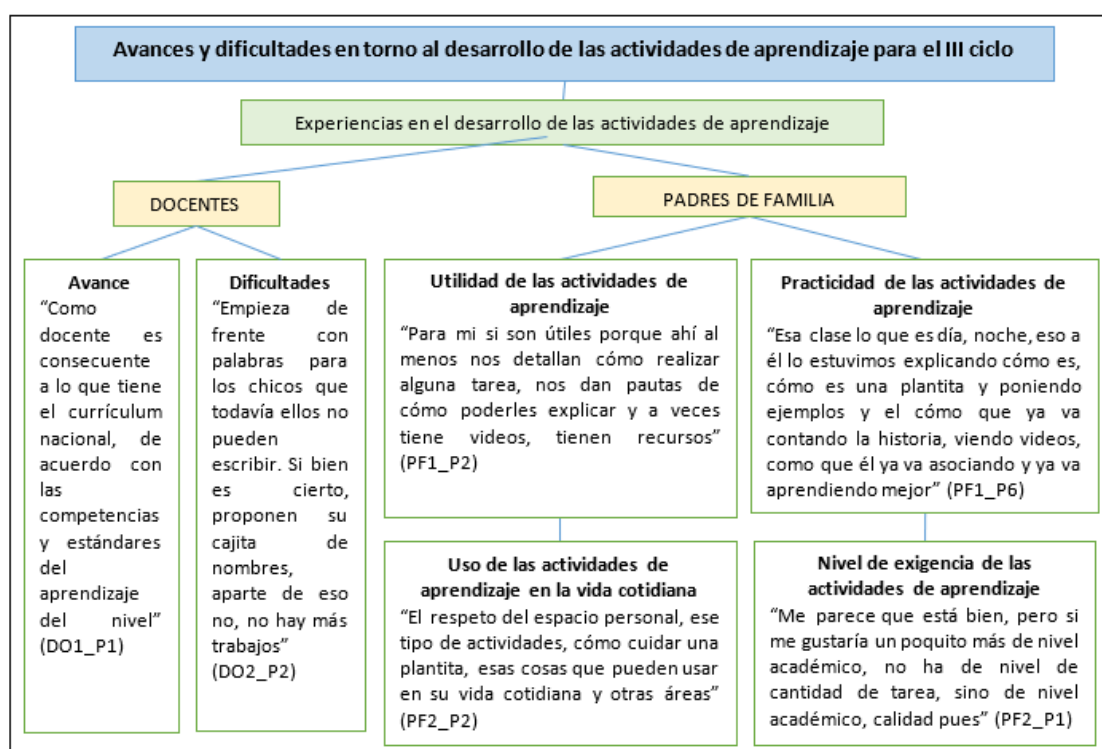 Avances y dificultades en torno al desarrollo de las actividades de aprendizaje para el III ciclo
Experiencias en el desarrollo de las actividades de aprendizaje
DOCENTES
PADRES DE FAMILIA
Avance
“Como
docente es
consecuente
a lo que tiene
el currículum
nacional, de
acuerdo con
las
competencias
y estándares
del
aprendizaje
del nivel”
(DO1_P1)
Dificultades
“Empieza de
frente con
palabras para
los chicos que
todavía ellos no
pueden
escribir. Si bien
es cierto,
proponen su
cajita de
nombres,
aparte de eso
no, no hay más
trabajos”
(DO2_P2)
Utilidad de las actividades de
aprendizaje
“Para mi si son útiles porque ahí al
menos nos detallan cómo realizar
alguna tarea, nos dan pautas de
cómo poderles explicar y a veces
tiene videos, tienen recursos”
(PF1_P2)
Practicidad de las actividades de
aprendizaje
“Esa clase lo que es día, noche, eso a
él lo estuvimos explicando cómo es,
cómo es una plantita y poniendo
ejemplos y el cómo que ya va
contando la historia, viendo videos,
como que él ya va asociando y ya va
aprendiendo mejor” (PF1_P6)
Uso de las actividades de
aprendizaje en la vida cotidiana
“El respeto del espacio personal, ese
tipo de actividades, cómo cuidar una
plantita, esas cosas que pueden usar
en su vida cotidiana y otras áreas”
(PF2_P2)
Nivel de exigencia de las
actividades de aprendizaje
“Me parece que está bien, pero si
me gustaría un poquito más de nivel
académico, no ha de nivel de
cantidad de tarea, sino de nivel
académico, calidad pues” (PF2_P1)